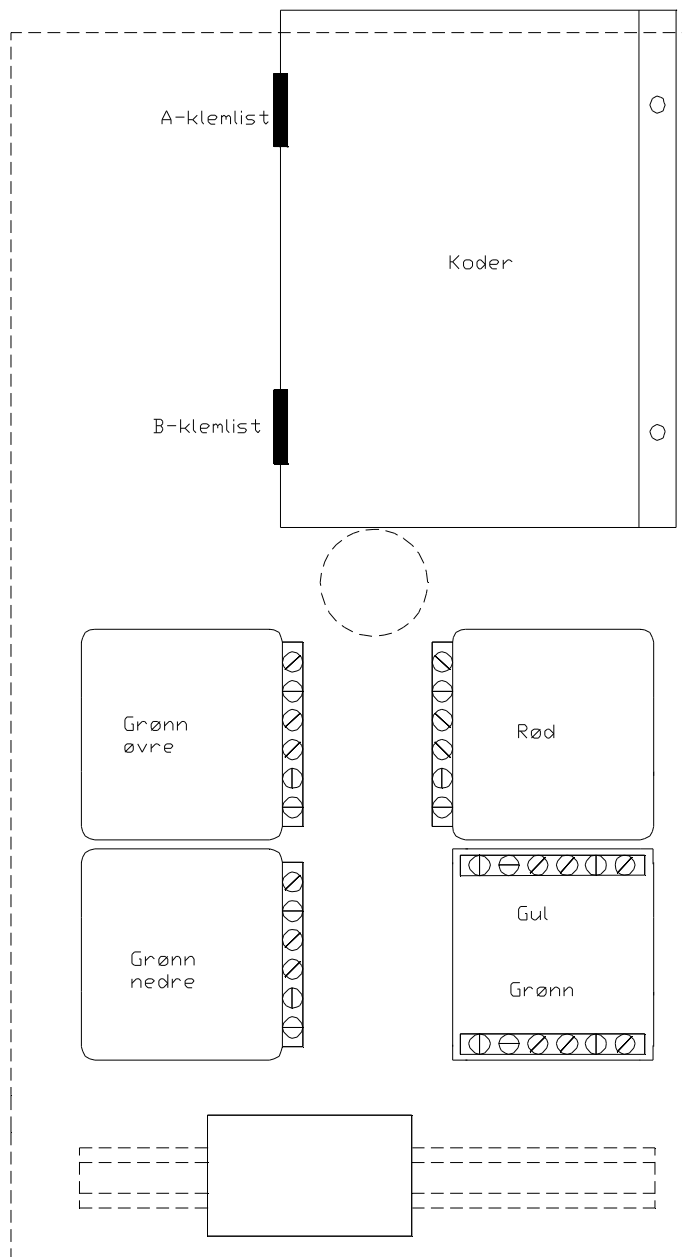 A-klemlist
Koder
B-klemlist
Grønn
øvre
Rød
Gul
Grønn
nedre
Grønn